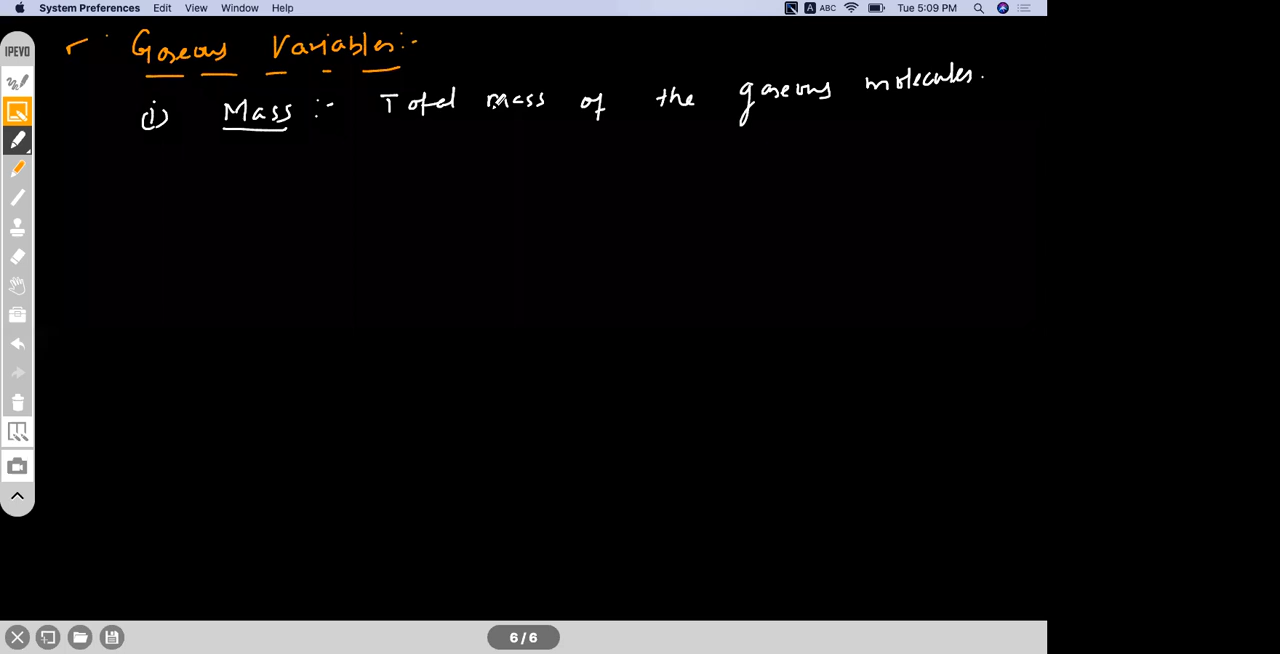 System Preferences Edit View Window Help A ABC Tue 5:09 PM
IPEVO
Gaseous Variables:-
(i) Mass :- Total mass of the gaseous molecules.
6 / 6